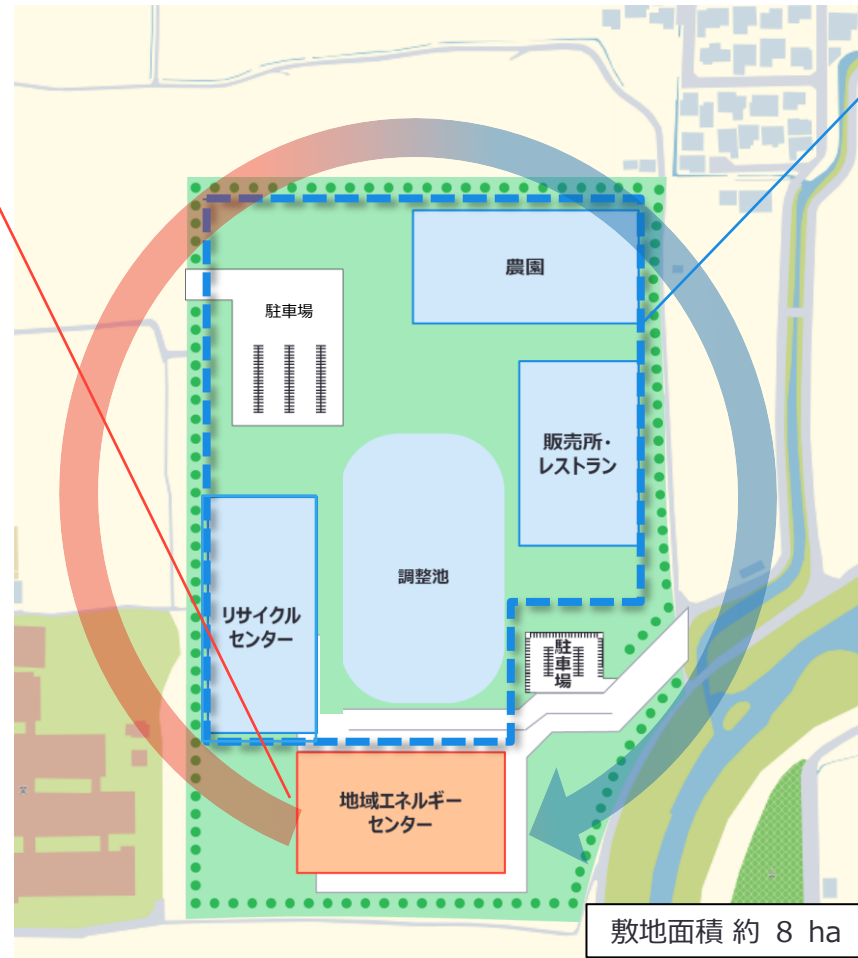 農園
駐車場
販売所・
レストラン
調整池
リサイクル
センター
駐車場
地域エネルギー
センター
敷地面積 約 8 ha